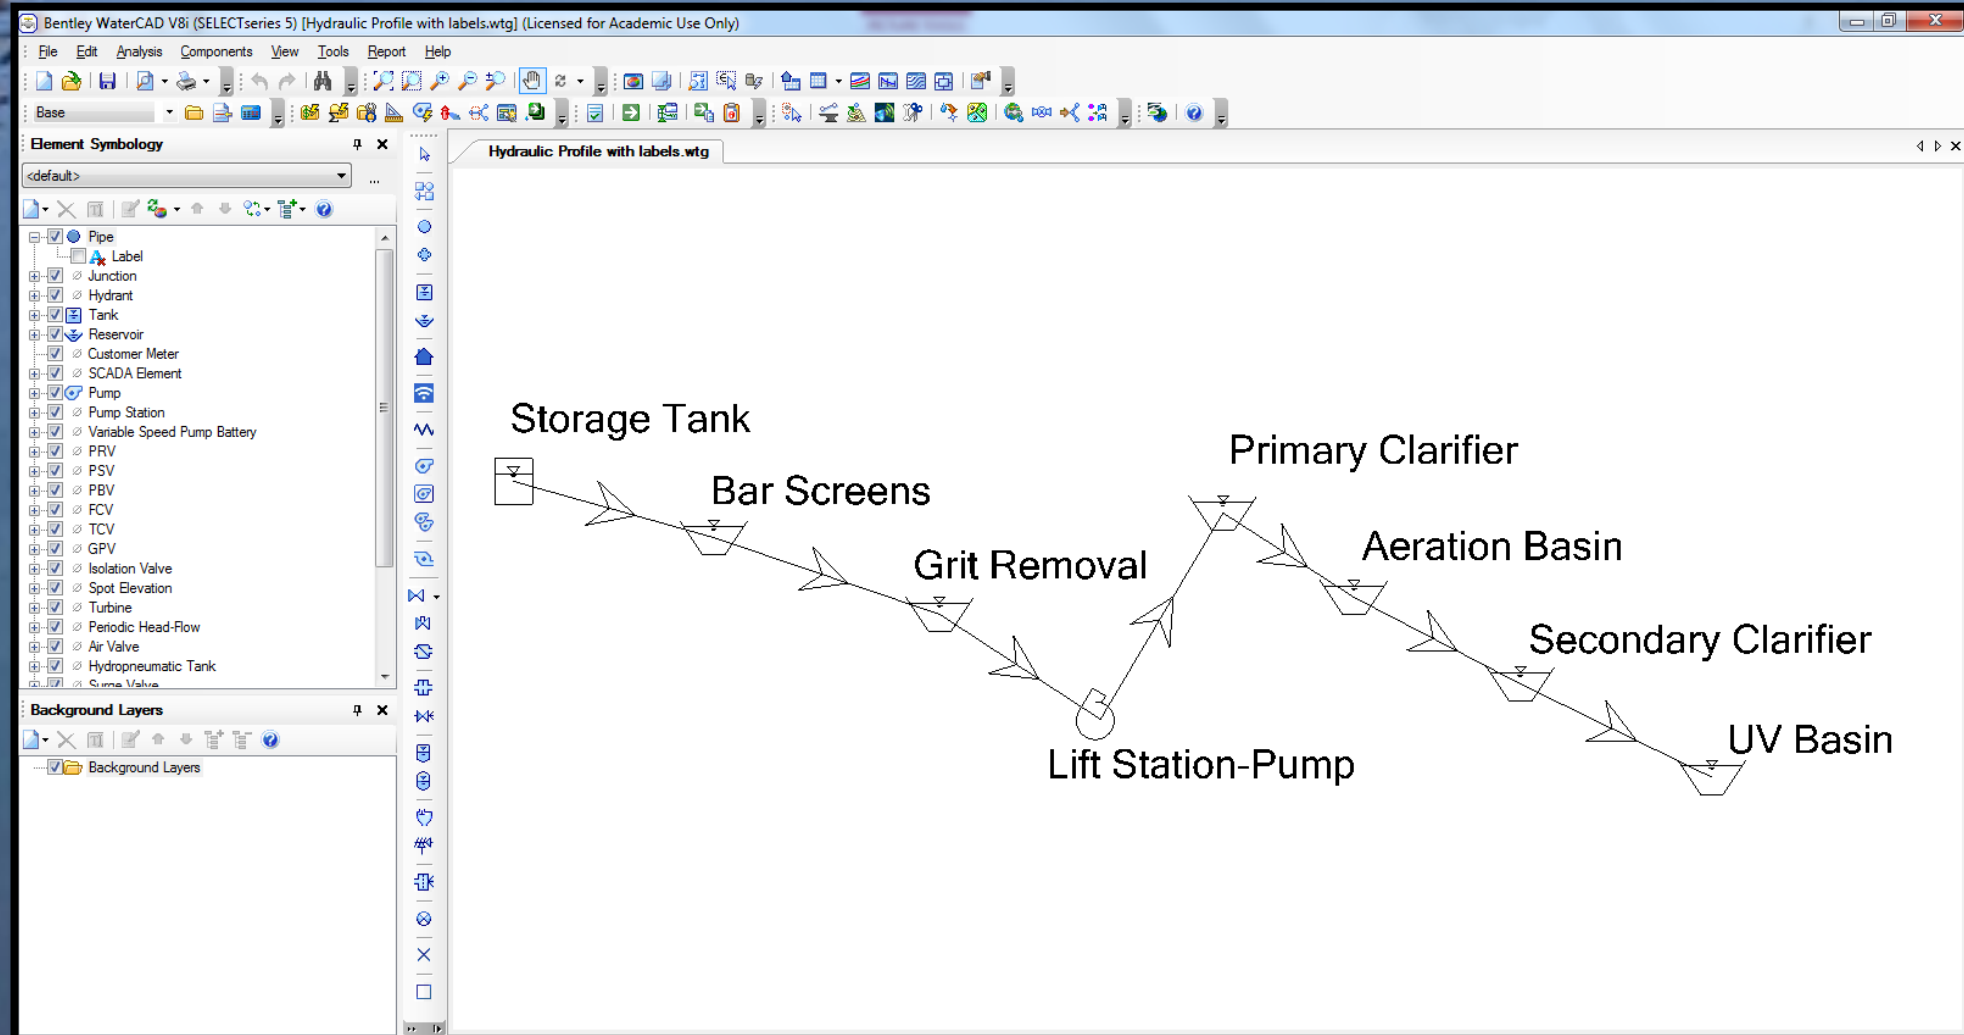 Bentley WaterCAD V8i (SELECTseries 5) [Hydraulic Profile with labels.wtg] (Licensed for Academic Use Only)
File Edit Analysis Components View Tools Report Help
Base
Element Symbology
<default>
...
Pipe
Label
Junction
Hydrant
Tank
Reservoir
Customer Meter
SCADA Element
Pump
Pump Station
Variable Speed Pump Battery
PRV
PSV
PBV
FCV
TCV
GPV
Isolation Valve
Spot Elevation
Turbine
Periodic Head-Flow
Air Valve
Hydropneumatic Tank
Surge Valve
Background Layers
Background Layers
Hydraulic Profile with labels.wtg
Storage Tank
Bar Screens
Grit Removal
Lift Station-Pump
Primary Clarifier
Aeration Basin
Secondary Clarifier
UV Basin